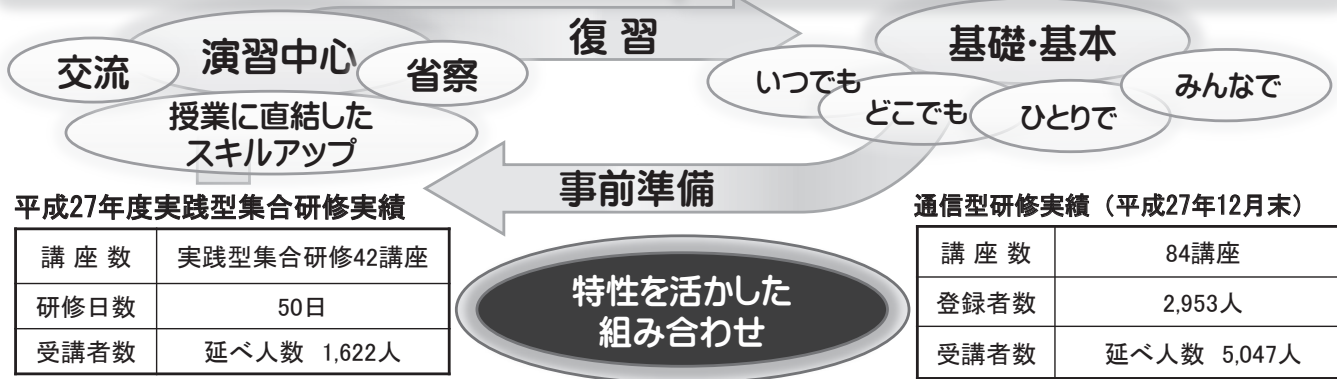 復習
演習中心
交流
省察
授業に直結した
スキルアップ
基礎・基本
いつでも
どこでも
ひとりで
みんなで
事前準備
平成27年度実践型集合研修実績
講座数 実践型集合研修42講座
研修日数 50日
受講者数 延べ人数 1,622人
特性を活かした
組み合わせ
通信型研修実績（平成27年12月末）
講座数 84講座
登録者数 2,953人
受講者数 延べ人数 5,047人